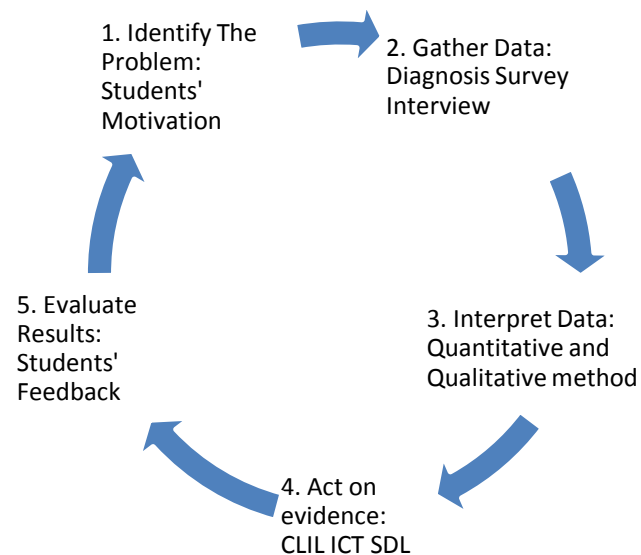 1. Identify The
Problem:
Students'
Motivation
2. Gather Data:
Diagnosis Survey
Interview
3. Interpret Data:
Quantitative and
Qualitative method
4. Act on
evidence:
CLIL ICT SDL
5. Evaluate
Results:
Students'
Feedback